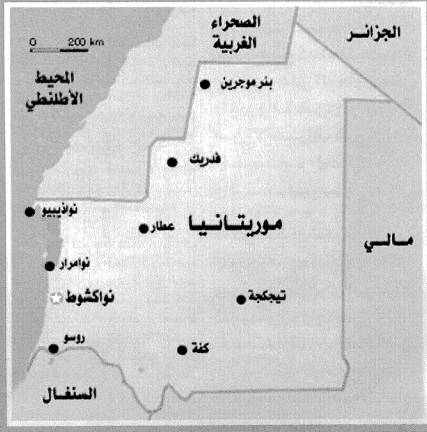 الصحراء
الغربية
الجزائر
0 200 km
المحيط
الأطلنطي
بئر موجرين
فدريك
نواذيبيو
عطار
موريتانيا
مالي
نوامرار
نواكشوط
تيجكجة
روسو
كفة
السنغال